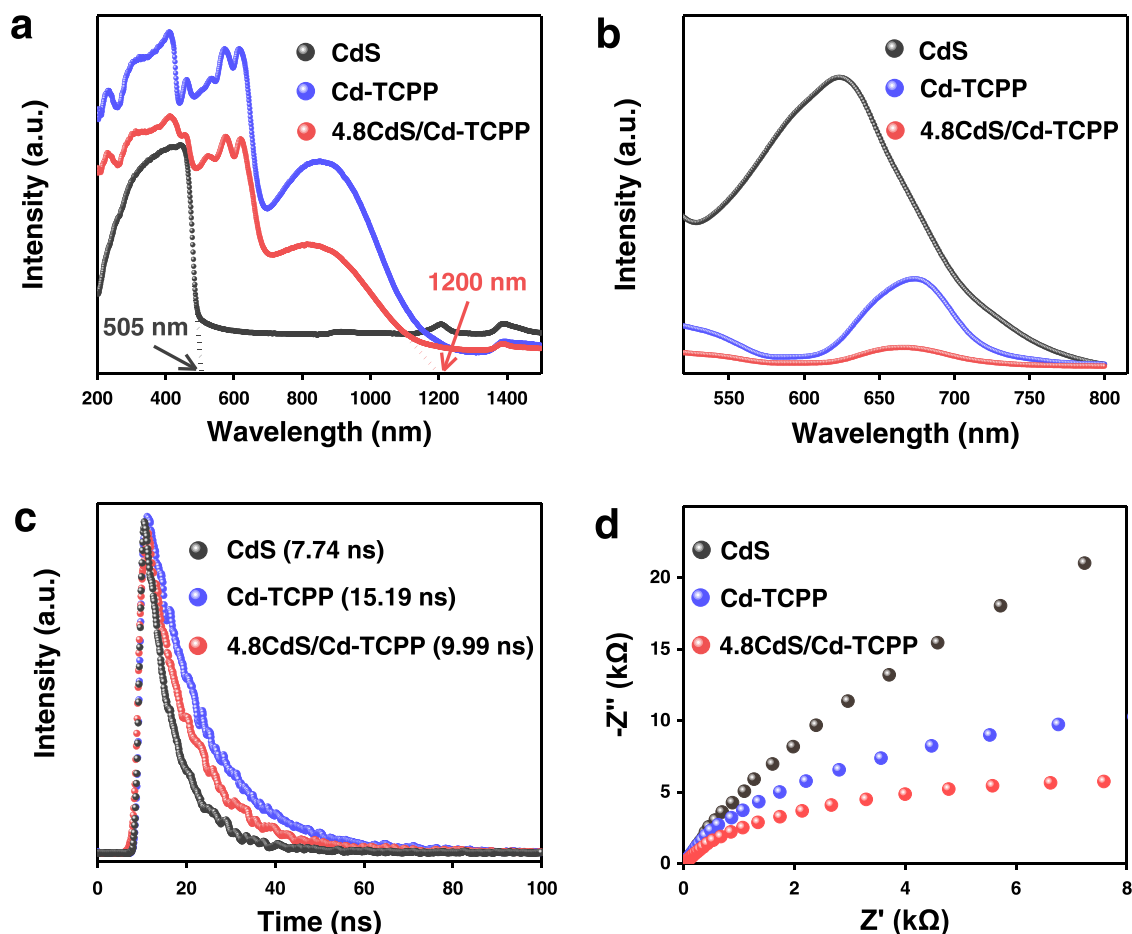 a
CdS
Cd-TCPP
4.8CdS/Cd-TCPP
1200 nm
505 nm
Intensity (a.u.)
200 400 600 800 1000 1200 1400
Wavelength (nm)
b
CdS
Cd-TCPP
4.8CdS/Cd-TCPP
Intensity (a.u.)
550 600 650 700 750 800
Wavelength (nm)
c
CdS (7.74 ns)
Cd-TCPP (15.19 ns)
4.8CdS/Cd-TCPP (9.99 ns)
Intensity (a.u.)
0 20 40 60 80 100
Time (ns)
d
CdS
Cd-TCPP
4.8CdS/Cd-TCPP
-Z" (kΩ)
20
15
10
5
0
0 2 4 6 8
Z' (kΩ)